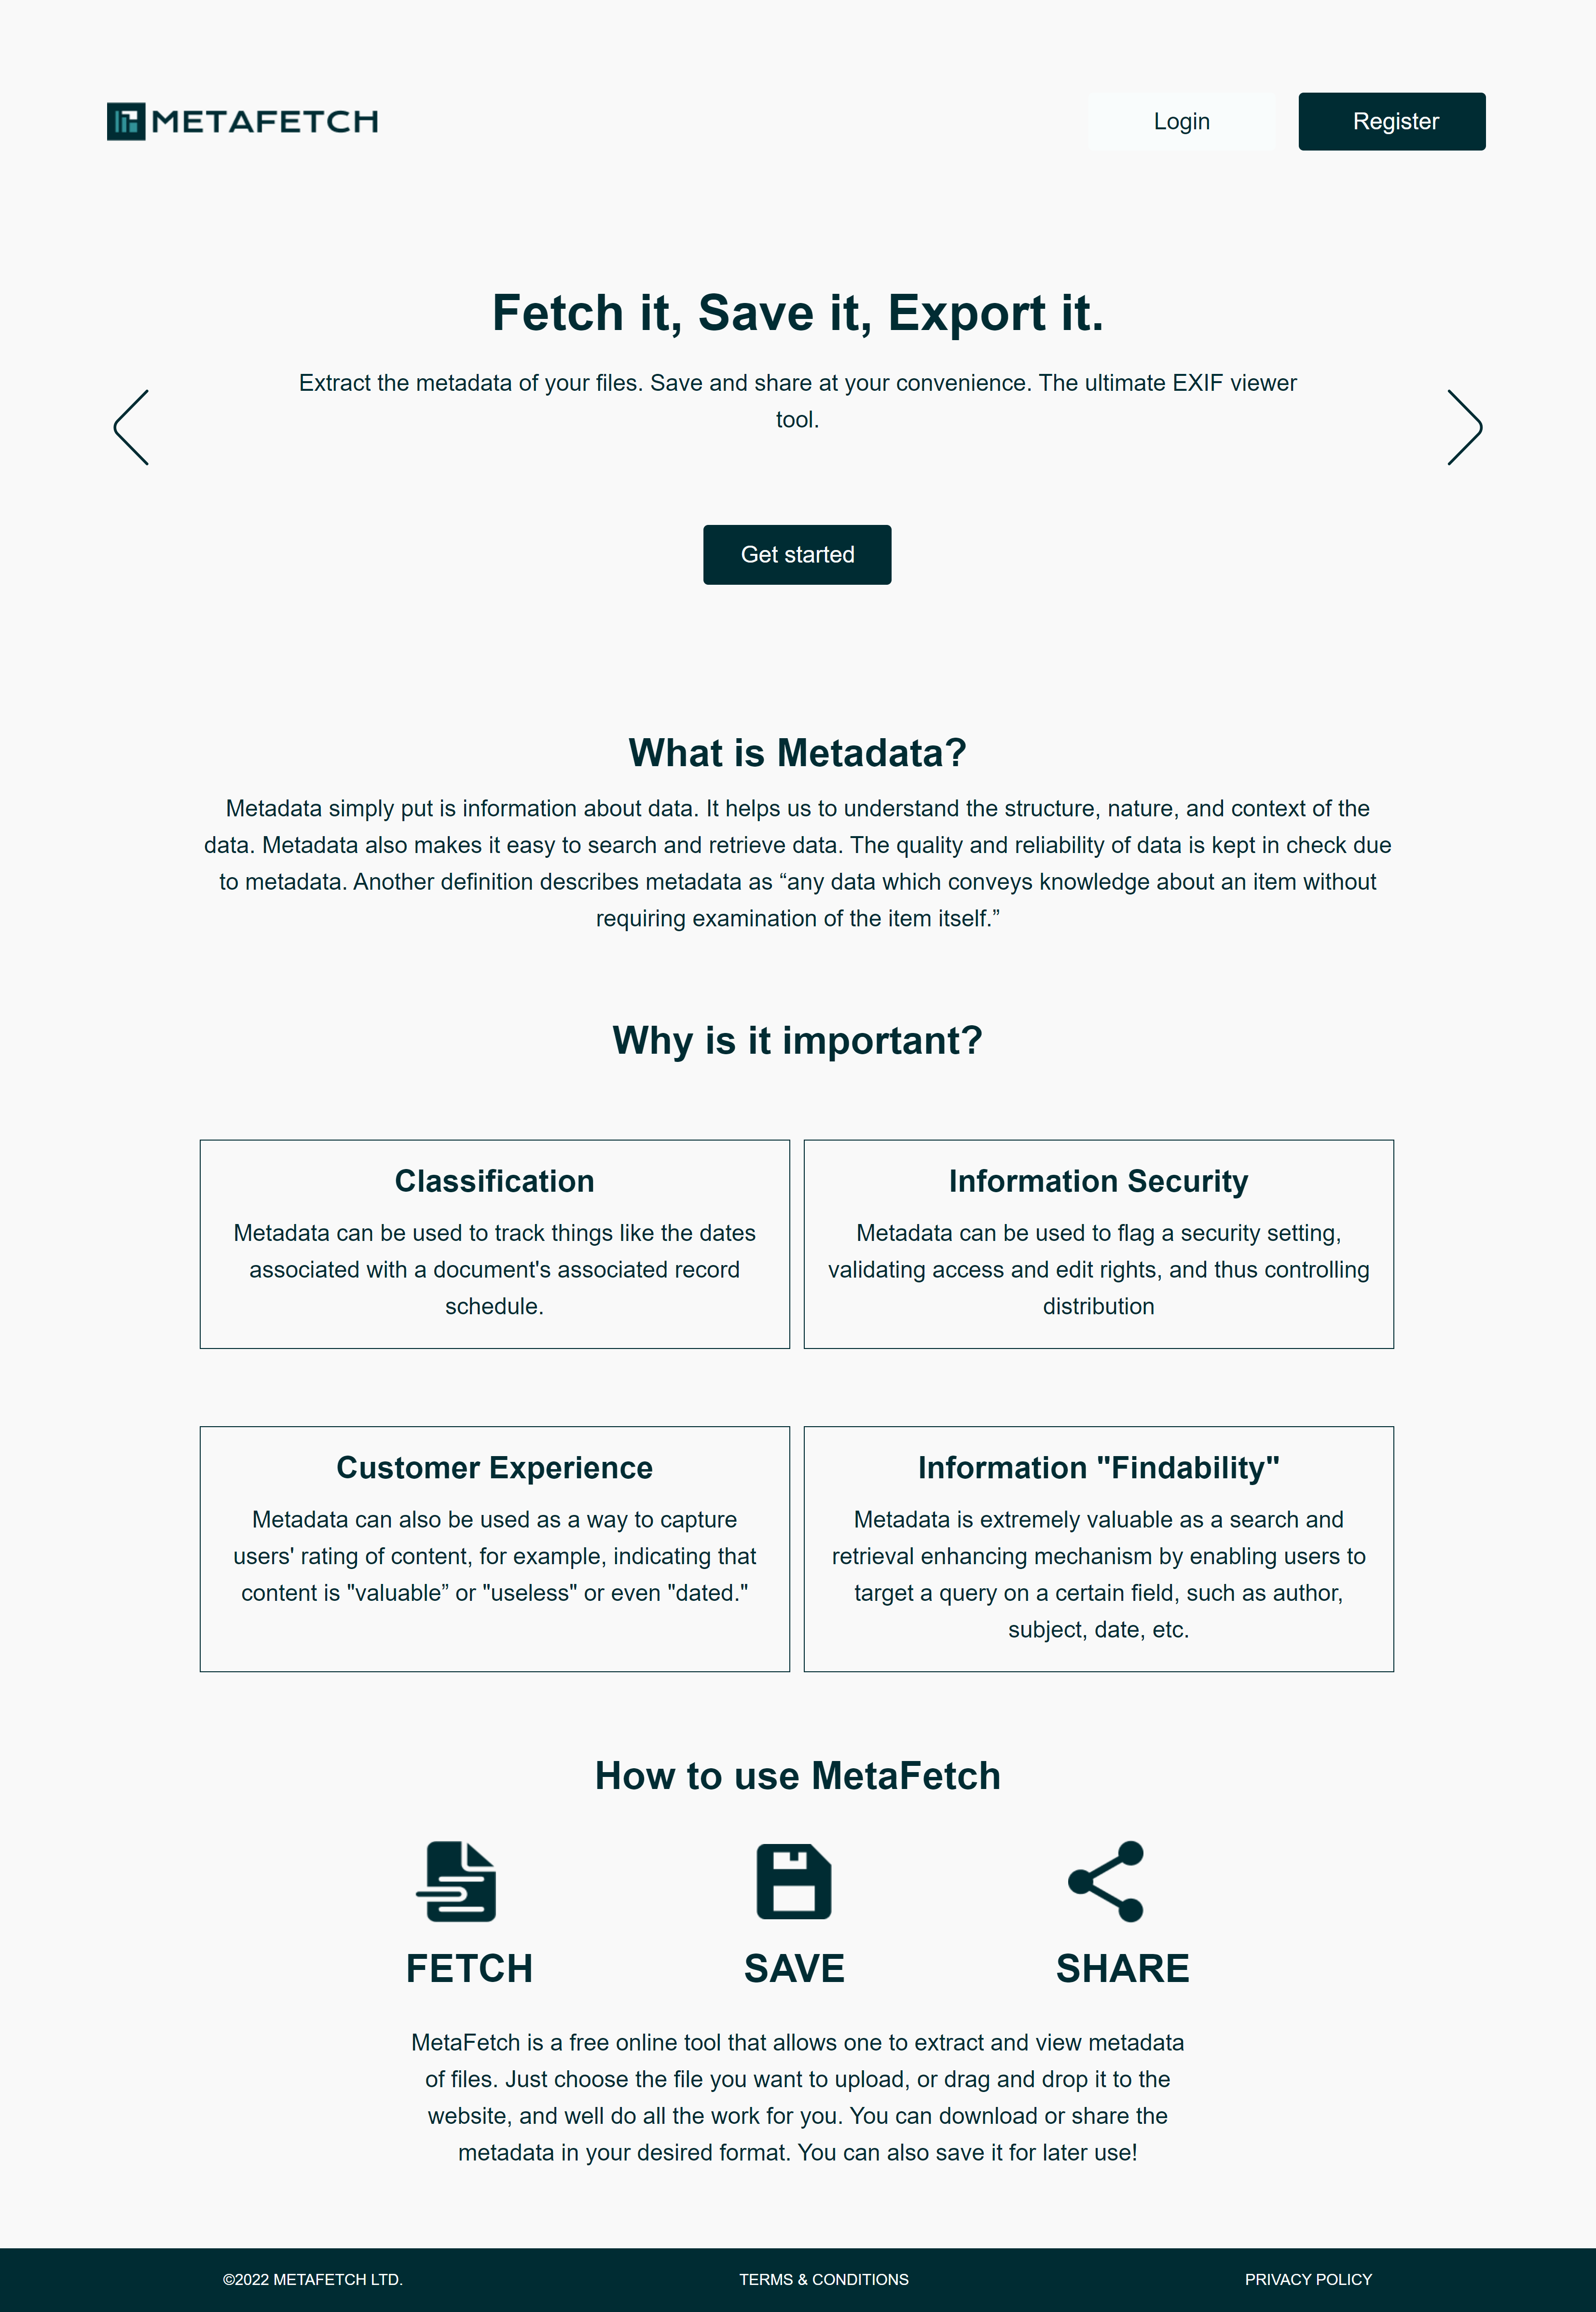 METAFETCH
Login
Register
Fetch it, Save it, Export it.
Extract the metadata of your files. Save and share at your convenience. The ultimate EXIF viewer
tool.
Get started
What is Metadata?
Metadata simply put is information about data. It helps us to understand the structure, nature, and context of the
data. Metadata also makes it easy to search and retrieve data. The quality and reliability of data is kept in check due
to metadata. Another definition describes metadata as “any data which conveys knowledge about an item without
requiring examination of the item itself.”
Why is it important?
Classification
Metadata can be used to track things like the dates
associated with a document's associated record
schedule.
Information Security
Metadata can be used to flag a security setting,
validating access and edit rights, and thus controlling
distribution
Customer Experience
Metadata can also be used as a way to capture
users' rating of content, for example, indicating that
content is "valuable” or "useless" or even "dated."
Information "Findability"
Metadata is extremely valuable as a search and
retrieval enhancing mechanism by enabling users to
target a query on a certain field, such as author,
subject, date, etc.
How to use MetaFetch
FETCH
SAVE
SHARE
MetaFetch is a free online tool that allows one to extract and view metadata
of files. Just choose the file you want to upload, or drag and drop it to the
website, and well do all the work for you. You can download or share the
metadata in your desired format. You can also save it for later use!
©2022 METAFETCH LTD.
TERMS & CONDITIONS
PRIVACY POLICY